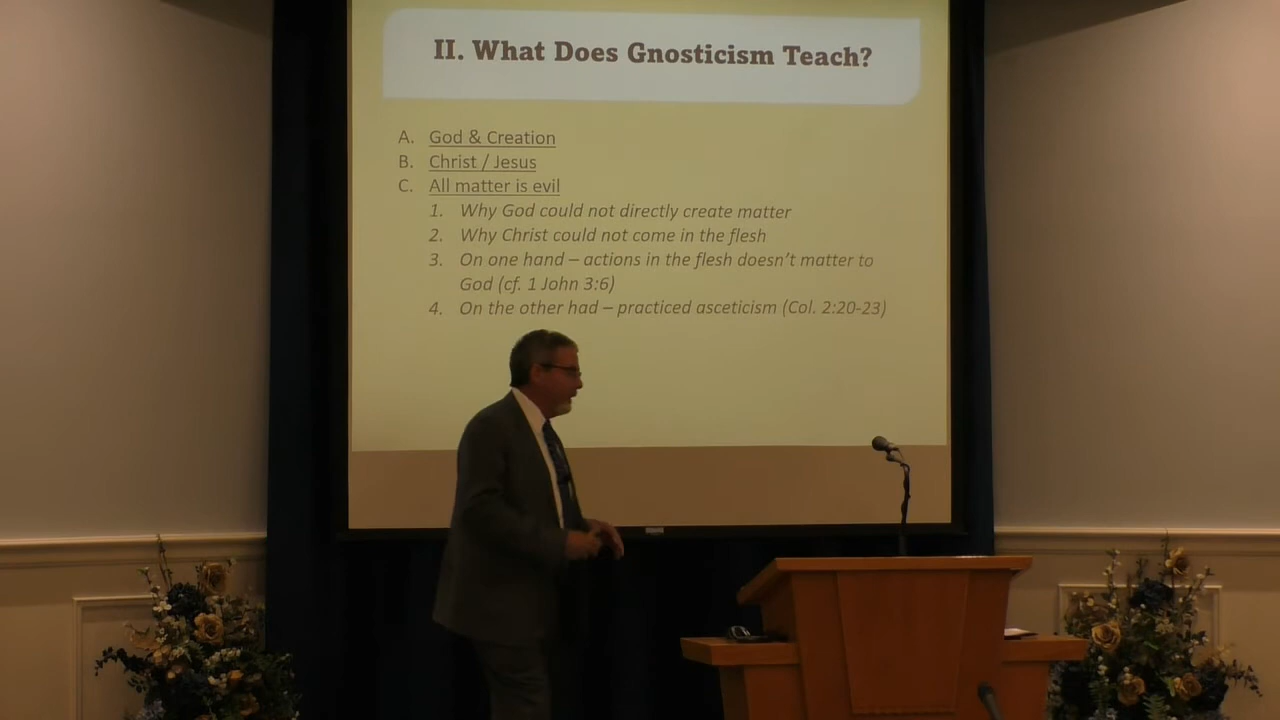 II. What Does Gnosticism Teach?
A. God & Creation
B. Christ / Jesus
C. All matter is evil
1. Why God could not directly create matter
2. Why Christ could not come in the flesh
3. On one hand – actions in the flesh doesn't matter to
God (cf. 1 John 3:6)
4. On the other had – practiced asceticism (Col. 2:20-23)